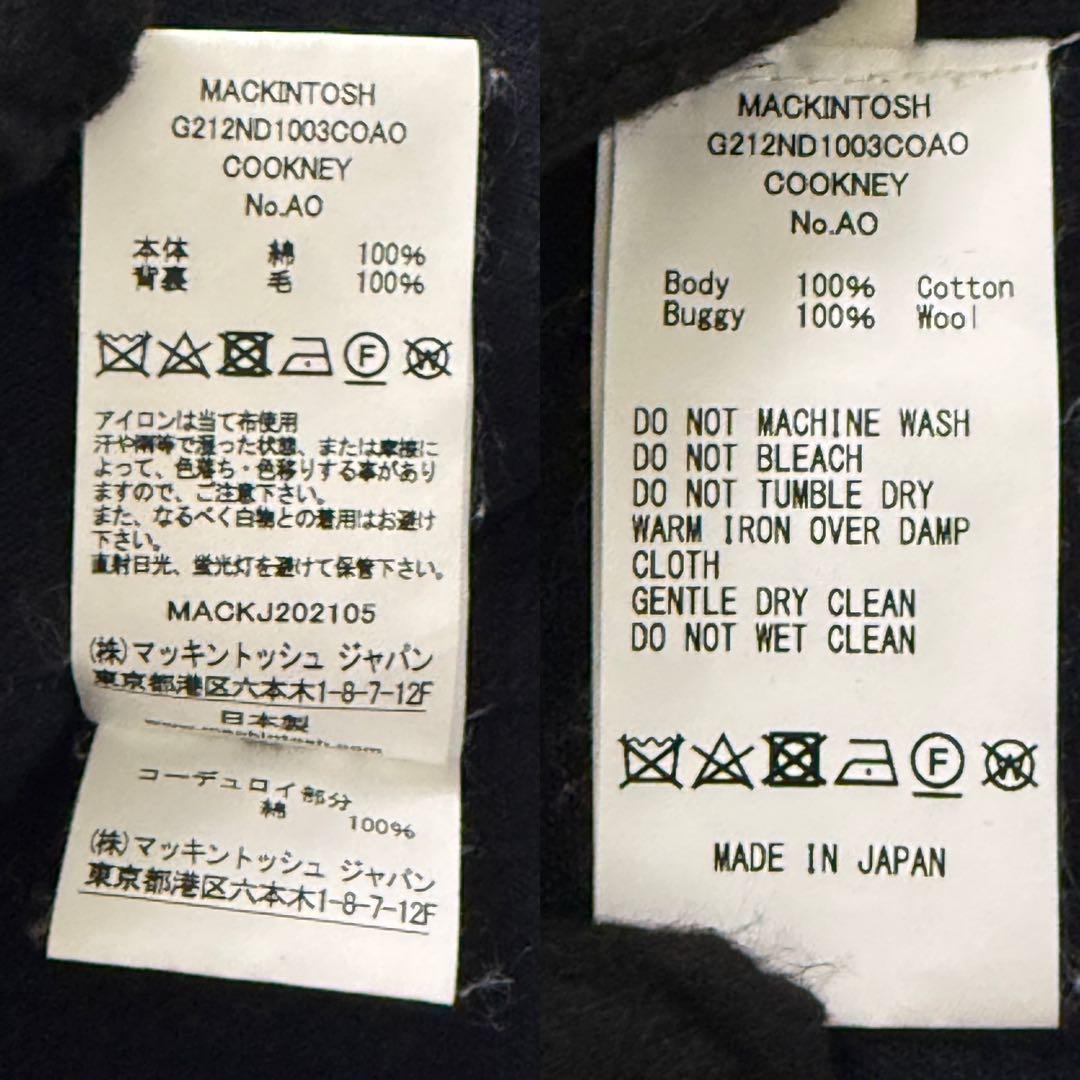 MACKINTOSH
G212ND1003COAO
COOKNEY
No.AO
本体 綿 100%
背裏 毛 100%
F W
アイロンは当て布使用
汗や雨等で湿った状態、または摩擦に
よって、色落ち・色移りする事があり
ますので、ご注意下さい。
また、なるべく白物との着用はお避け
下さい。
直射日光、蛍光灯を避けて保管下さい。
MACKJ202105
(株)マッキントッシュ ジャパン
東京都港区六本木1-8-7-12F
日本製
コーデュロイ部分
綿 100%
(株)マッキントッシュ ジャパン
東京都港区六本木1-8-7-12F
MACKINTOSH
G212ND1003COAO
COOKNEY
No.AO
Body 100% Cotton
Buggy 100% Wool
DO NOT MACHINE WASH
DO NOT BLEACH
DO NOT TUMBLE DRY
WARM IRON OVER DAMP
CLOTH
GENTLE DRY CLEAN
DO NOT WET CLEAN
F W
MADE IN JAPAN